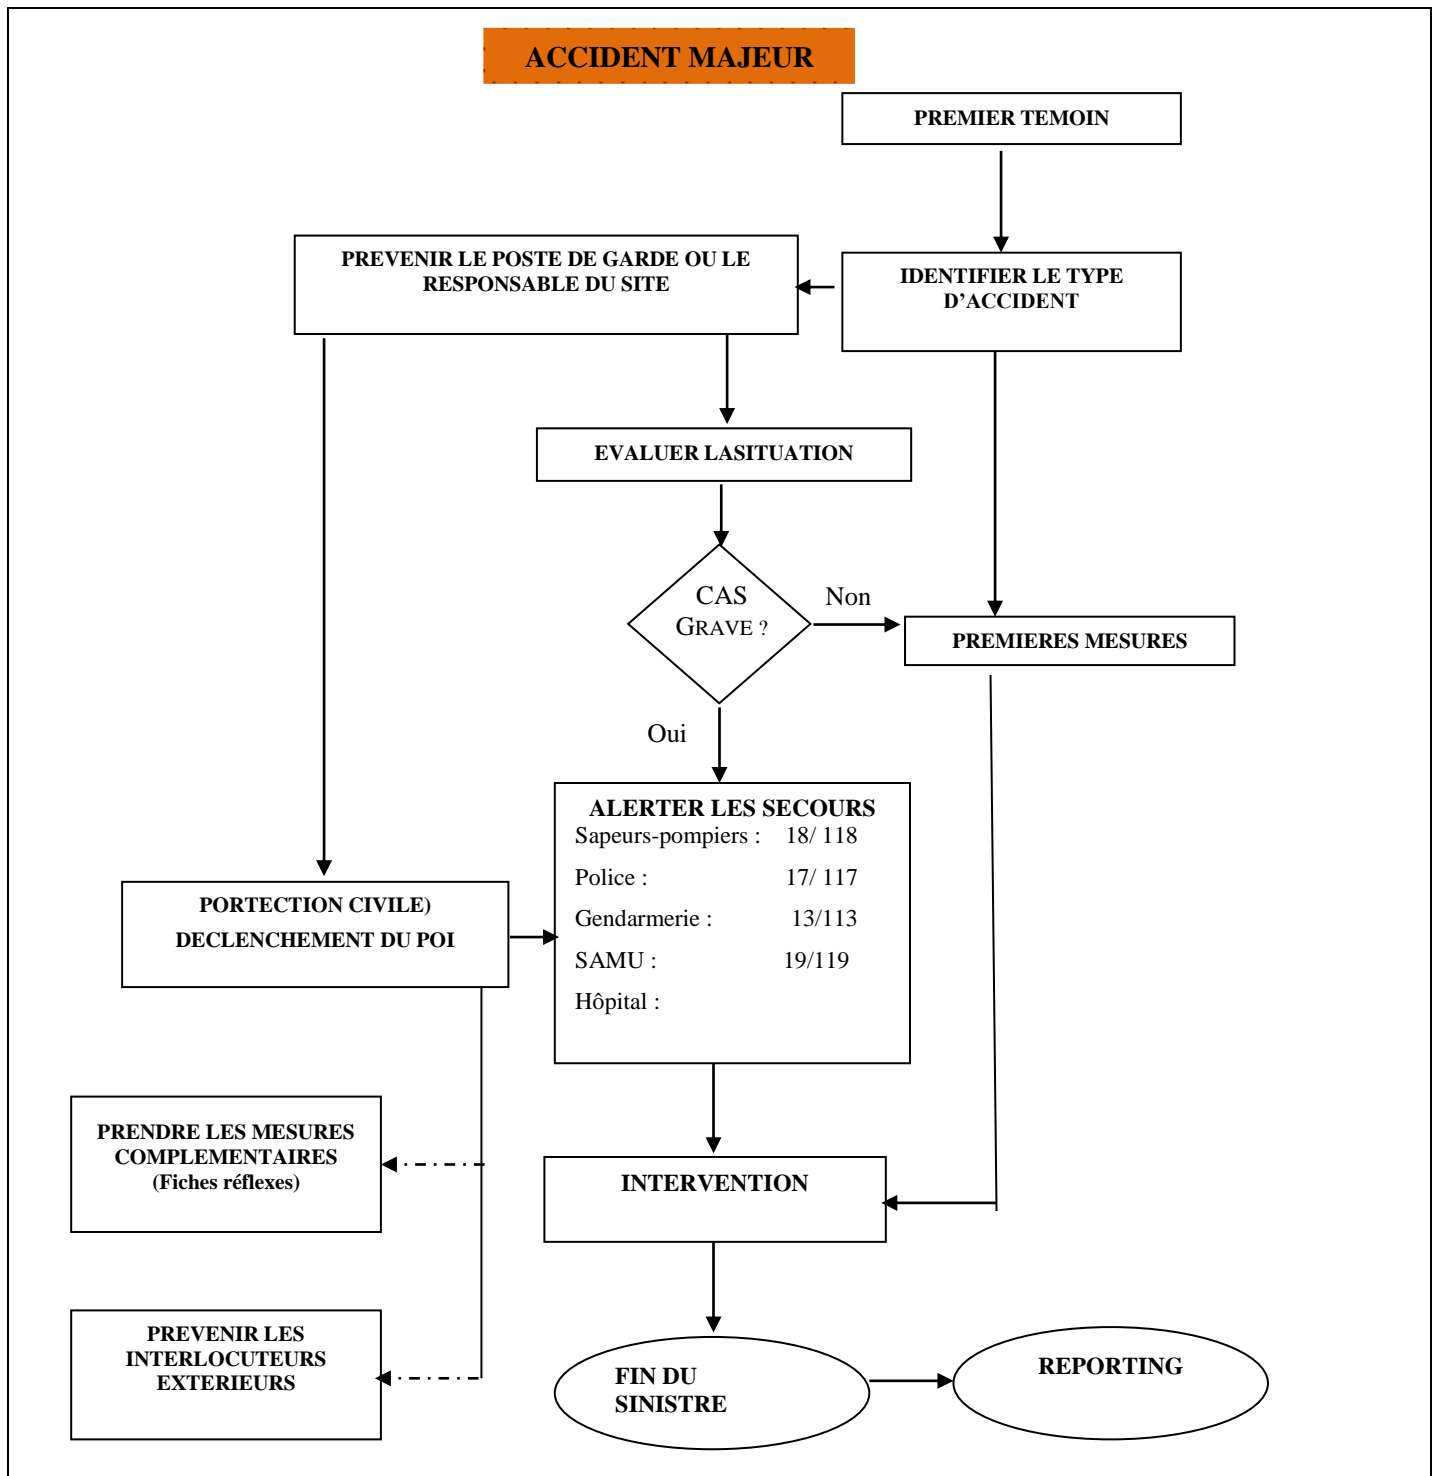 ACCIDENT MAJEUR
PREMIER TEMOIN
PREVENIR LE POSTE DE GARDE OU LE
RESPONSABLE DU SITE
IDENTIFIER LE TYPE
D’ACCIDENT
EVALUER LASITUATION
CAS
GRAVE ?
Non
PREMIERES MESURES
Oui
ALERTER LES SECOURS
Sapeurs-pompiers : 18/ 118
Police : 17/ 117
Gendarmerie : 13/113
SAMU : 19/119
Hôpital :
PORTECTION CIVILE)
DECLENCHEMENT DU POI
PRENDRE LES MESURES
COMPLEMENTAIRES
(Fiches réflexes)
INTERVENTION
PREVENIR LES
INTERLOCUTEURS
EXTERIEURS
FIN DU
SINISTRE
REPORTING